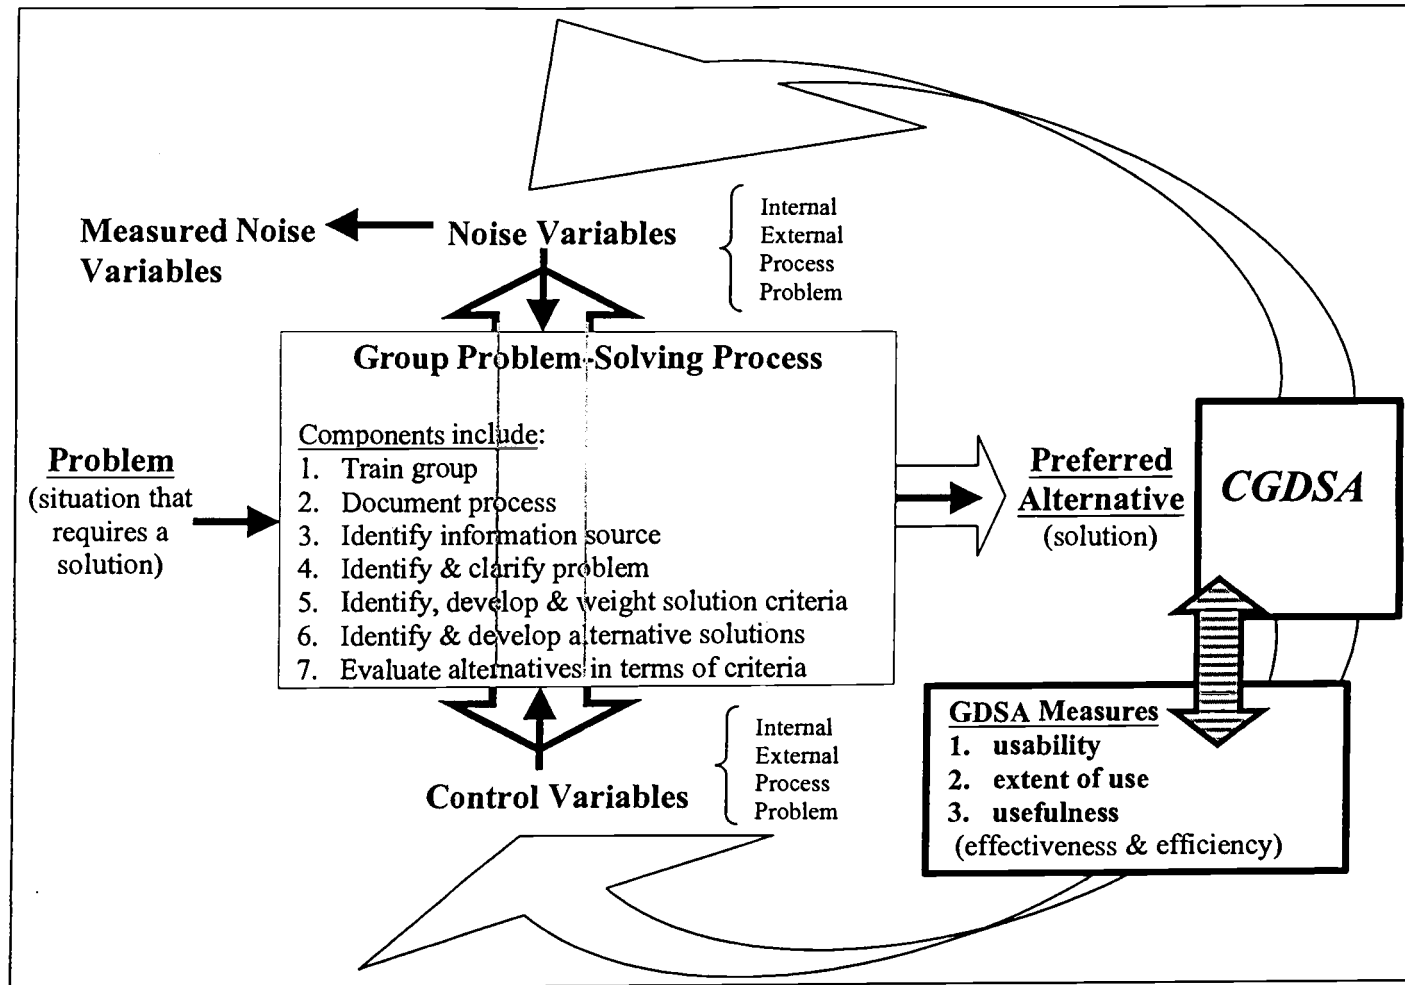 Measured Noise
Variables
Noise Variables
Internal
External
Process
Problem
Group Problem-Solving Process
Components include:
1. Train group
2. Document process
3. Identify information source
4. Identify & clarify problem
5. Identify, develop & weight solution criteria
6. Identify & develop alternative solutions
7. Evaluate alternatives in terms of criteria
Problem
(situation that
requires a
solution)
Preferred
Alternative
(solution)
CGDSA
GDSA Measures
1. usability
2. extent of use
3. usefulness
(effectiveness & efficiency)
Control Variables
Internal
External
Process
Problem